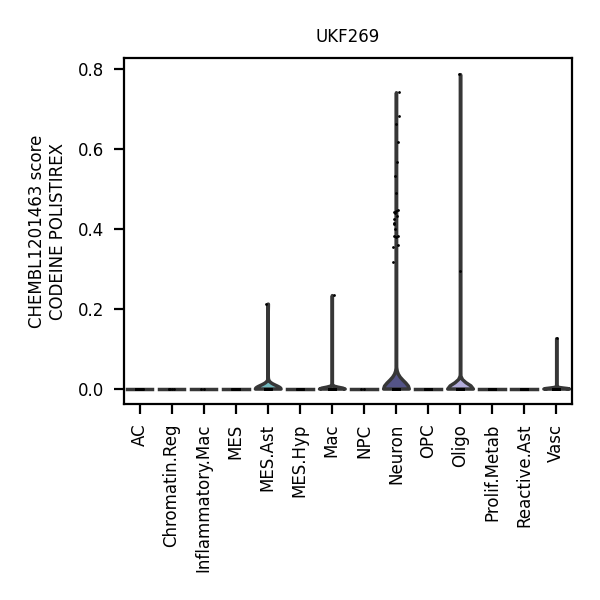 UKF269
CHEMBL1201463 score
CODEINE POLISTIREX
0.8
0.6
0.4
0.2
0.0
AC
Chromatin.Reg
Inflammatory.Mac
MES
MES.Ast
MES.Hyp
Mac
NPC
Neuron
OPC
Oligo
Prolif.Metab
Reactive.Ast
Vasc